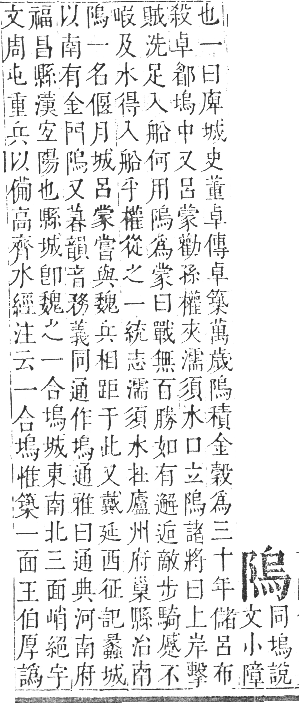 隖
同塢說
文小障
也一曰庳城史董卓傳卓築萬歲隖積金穀爲三十年儲呂布
殺卓郿塢中又呂蒙勸孫權夾濡須水口立隖諸將曰上岸擊
賊洗足入船何用隖爲蒙曰戰無百勝如有邂逅敵步騎蹙不
暇及水得入船乎權從之一統志濡須水在廬州府巢縣治南
隖一名偃月城呂蒙嘗與魏兵相距于此又戴延西征記蠡城
以南有金門隖又暮韻音務義同通作塢通雅曰通典河南府
福昌縣漢宜陽也縣城卽魏之一合塢城東南北三面峭絕宇
文周屯重兵以備高齊水經注云一合塢惟築一面王伯厚譌